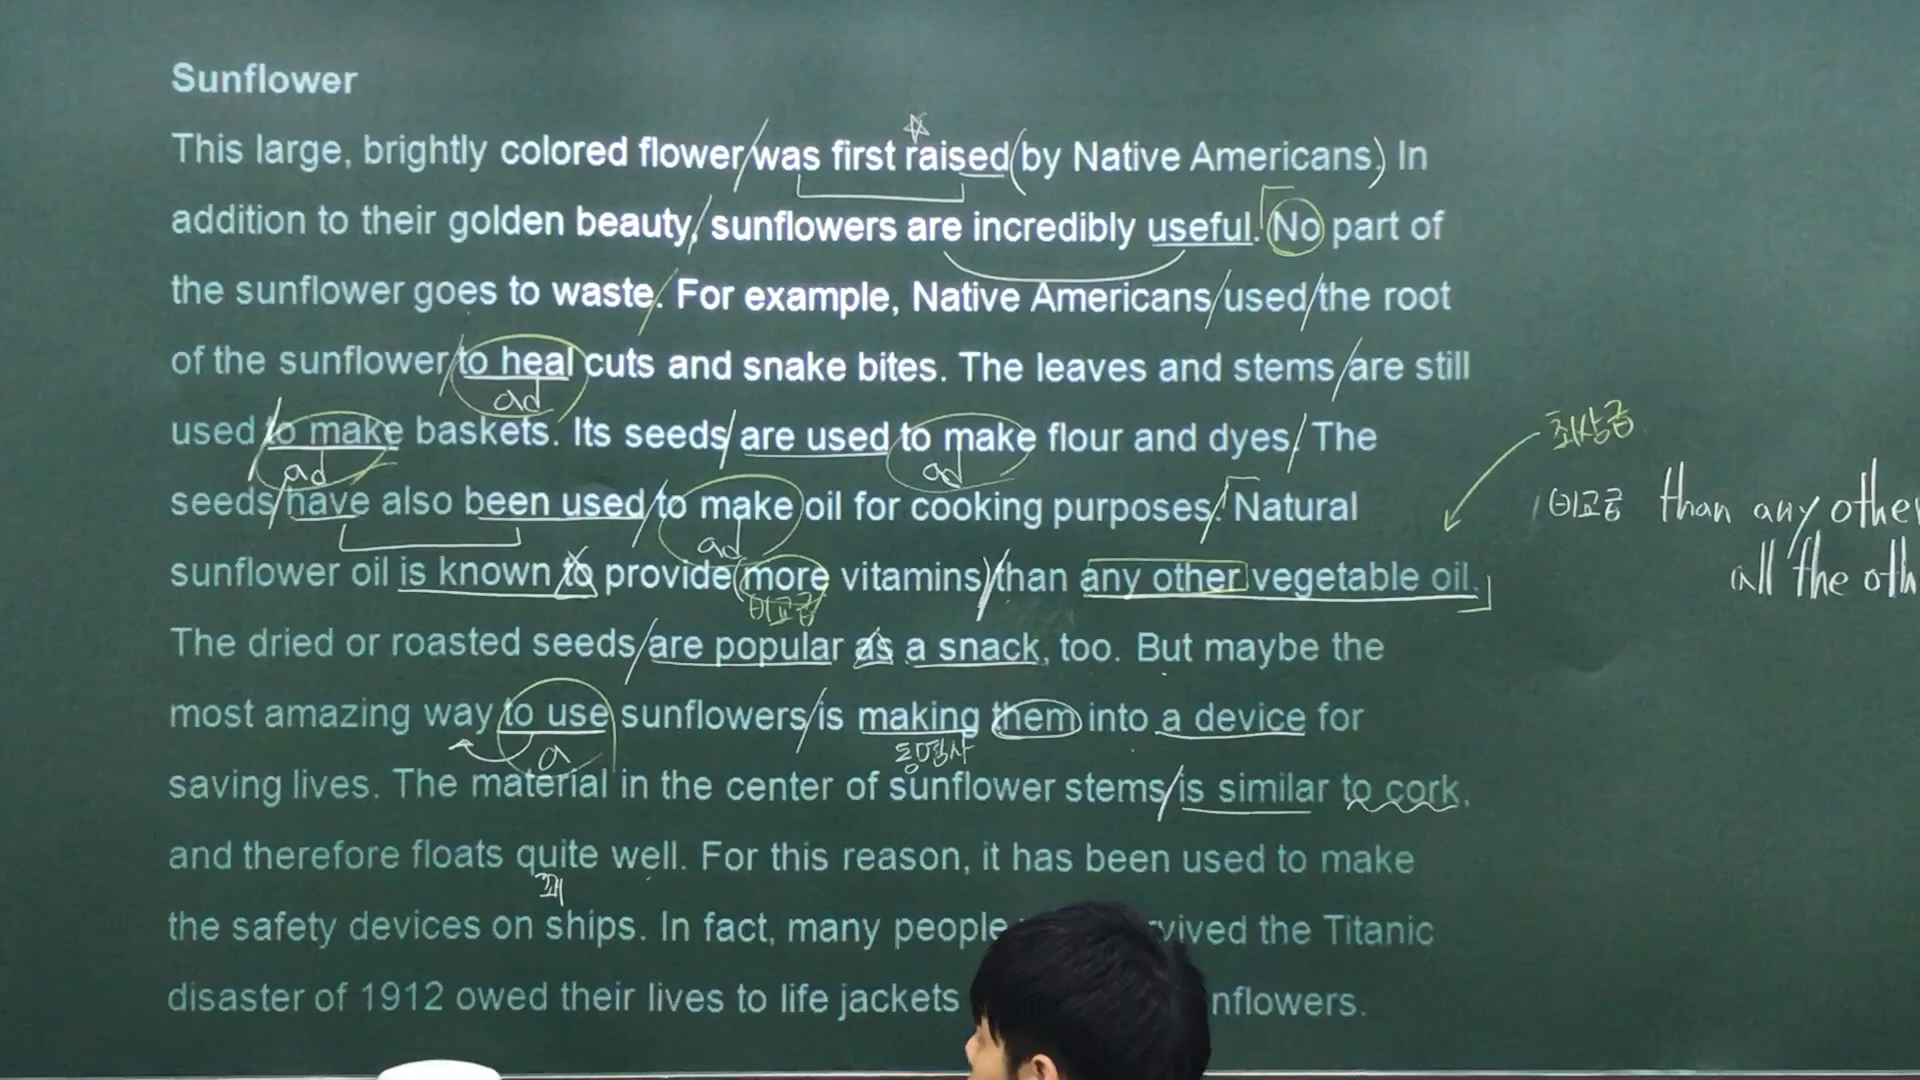 Sunflower
This large, brightly colored flower was first raised (by Native Americans.) In
addition to their golden beauty, sunflowers are incredibly useful. No part of
the sunflower goes to waste. For example, Native Americans used the root
of the sunflower to heal cuts and snake bites. The leaves and stems are still
ad
최상급
used to make baskets. Its seeds are used to make flour and dyes. The
ad
ad
비교급 than any other
seeds have also been used to make oil for cooking purposes. Natural
ad
all the oth
sunflower oil is known to provide more vitamins than any other vegetable oil.
비교급
The dried or roasted seeds are popular as a snack, too. But maybe the
most amazing way to use sunflowers is making them into a device for
a
동명사
saving lives. The material in the center of sunflower stems is similar to cork,
and therefore floats quite well. For this reason, it has been used to make
꽤
the safety devices on ships. In fact, many people vived the Titanic
disaster of 1912 owed their lives to life jackets nflowers.